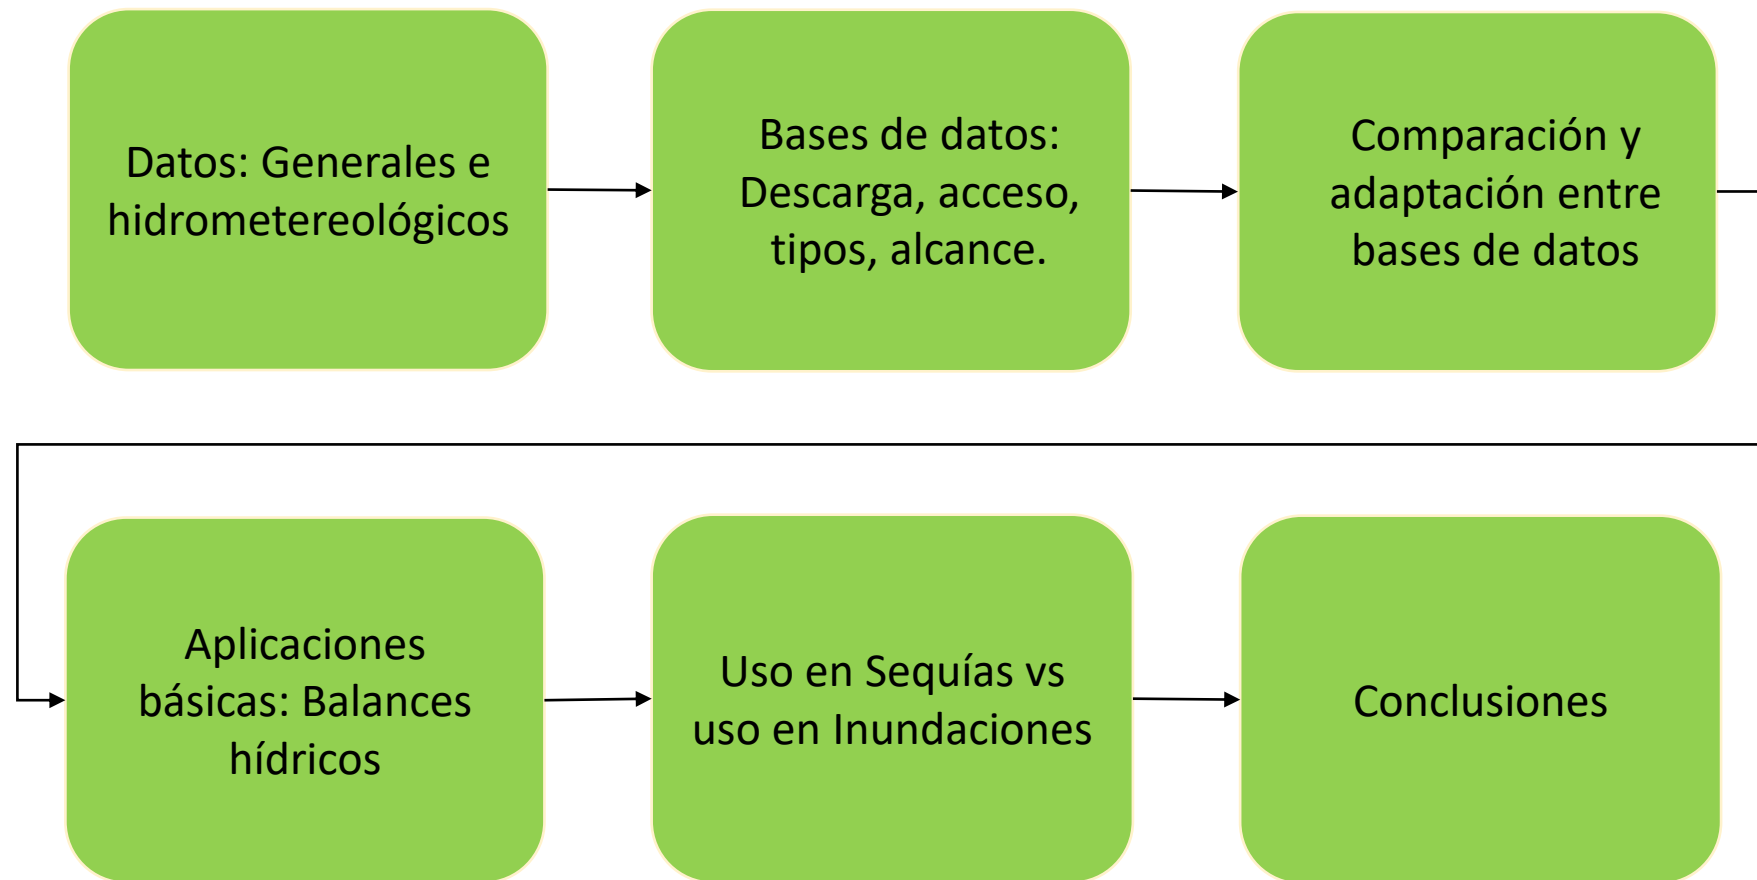 Datos: Generales e
hidrometereológicos
Bases de datos:
Descarga, acceso,
tipos, alcance.
Comparación y
adaptación entre
bases de datos
Aplicaciones
básicas: Balances
hídricos
Uso en Sequías vs
uso en Inundaciones
Conclusiones